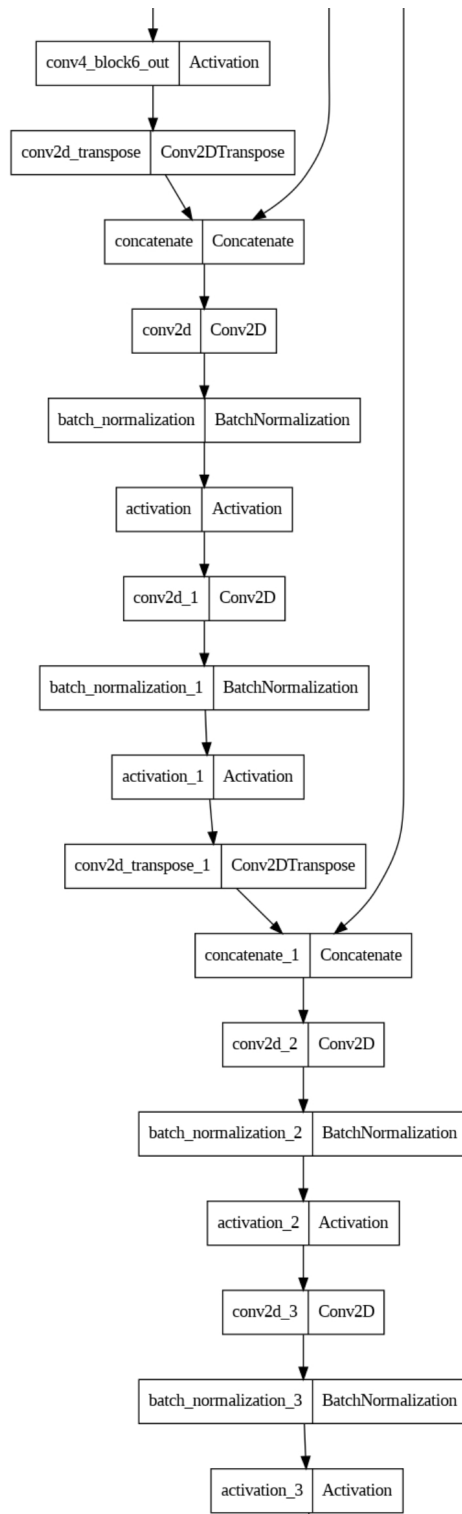 conv4_block6_out Activation
conv2d_transpose Conv2DTranspose
concatenate Concatenate
conv2d Conv2D
batch_normalization BatchNormalization
activation Activation
conv2d_1 Conv2D
batch_normalization_1 BatchNormalization
activation_1 Activation
conv2d_transpose_1 Conv2DTranspose
concatenate_1 Concatenate
conv2d_2 Conv2D
batch_normalization_2 BatchNormalization
activation_2 Activation
conv2d_3 Conv2D
batch_normalization_3 BatchNormalization
activation_3 Activation